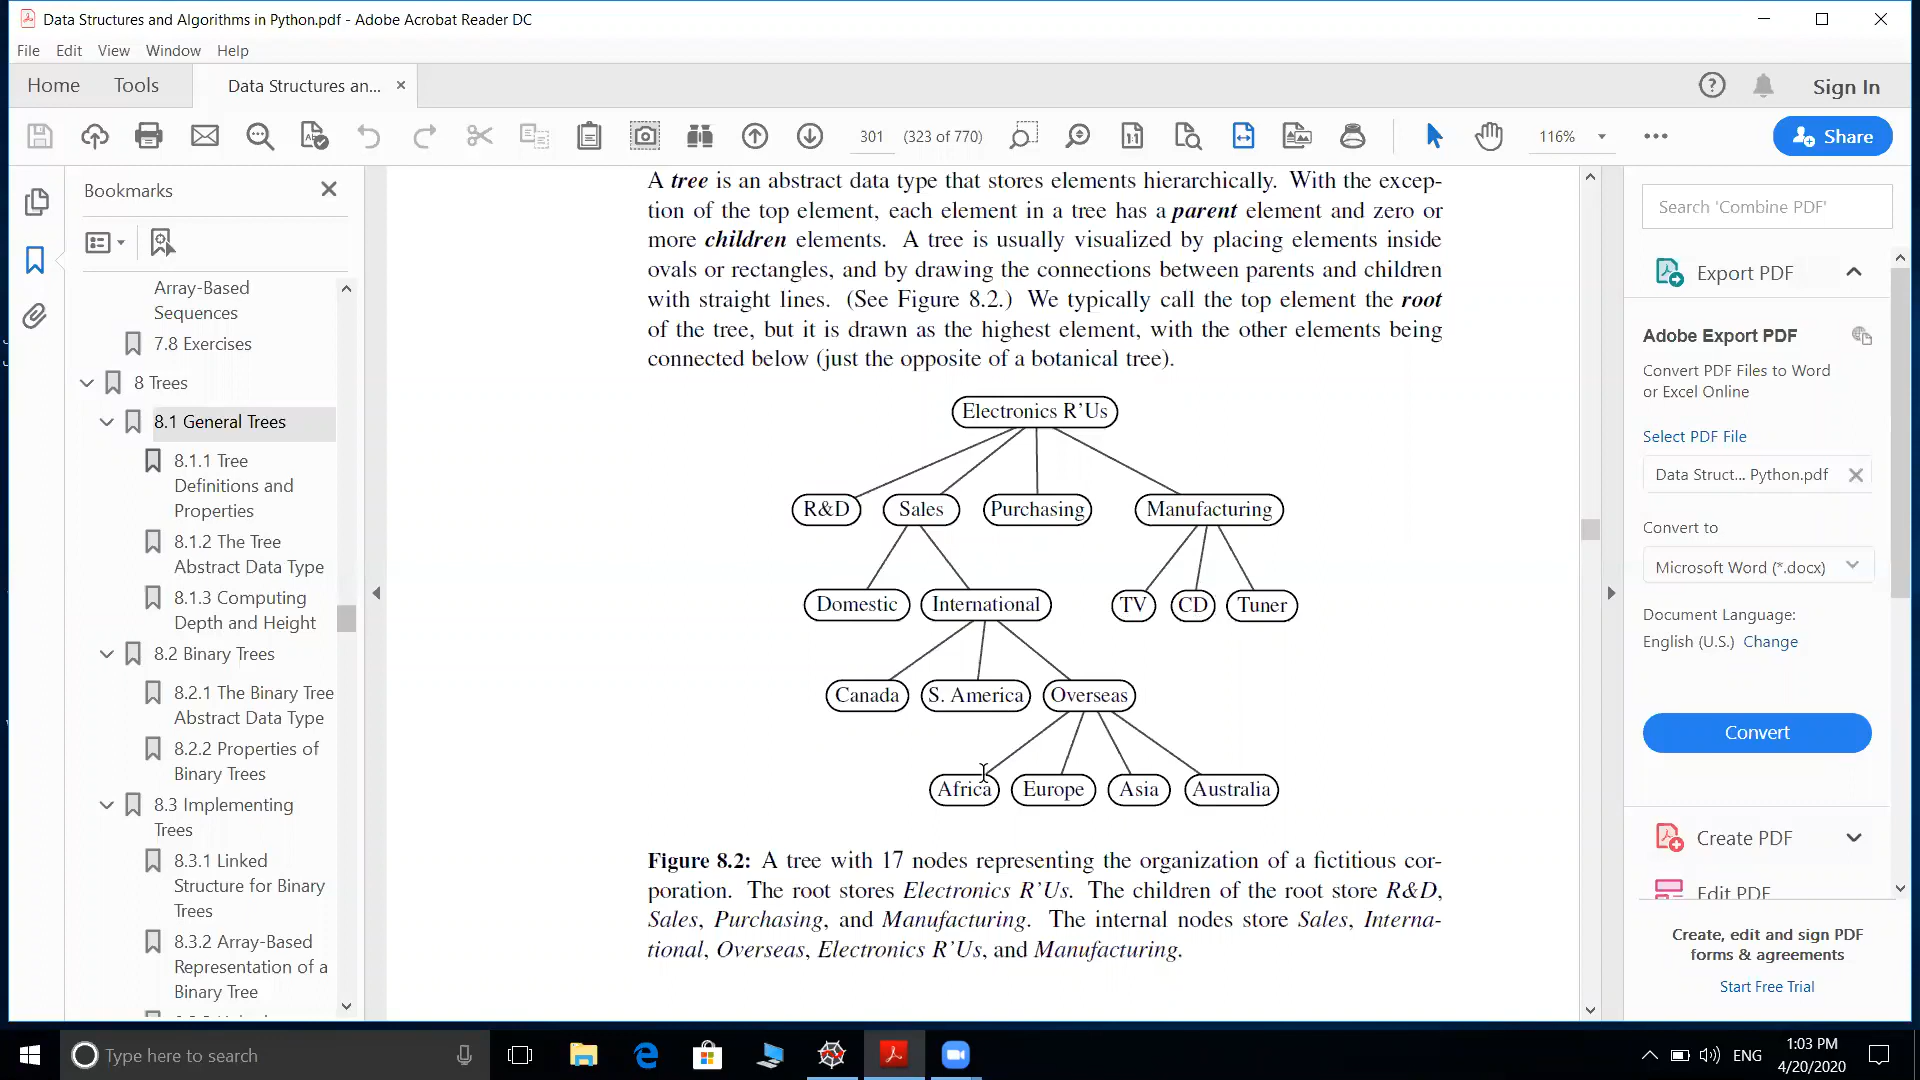 Data Structures and Algorithms in Python.pdf - Adobe Acrobat Reader DC
File Edit View Window Help
Home Tools Data Structures an... Sign In
301 (323 of 770) 116% Share
Bookmarks
Array-Based
Sequences
7.8 Exercises
8 Trees
8.1 General Trees
8.1.1 Tree
Definitions and
Properties
8.1.2 The Tree
Abstract Data Type
8.1.3 Computing
Depth and Height
8.2 Binary Trees
8.2.1 The Binary Tree
Abstract Data Type
8.2.2 Properties of
Binary Trees
8.3 Implementing
Trees
8.3.1 Linked
Structure for Binary
Trees
8.3.2 Array-Based
Representation of a
Binary Tree
A tree is an abstract data type that stores elements hierarchically. With the excep-
tion of the top element, each element in a tree has a parent element and zero or
more children elements. A tree is usually visualized by placing elements inside
ovals or rectangles, and by drawing the connections between parents and children
with straight lines. (See Figure 8.2.) We typically call the top element the root
of the tree, but it is drawn as the highest element, with the other elements being
connected below (just the opposite of a botanical tree).
Electronics R'Us
R&D Sales Purchasing Manufacturing
Domestic International TV CD Tuner
Canada S. America Overseas
Africa Europe Asia Australia
Figure 8.2: A tree with 17 nodes representing the organization of a fictitious cor-
poration. The root stores Electronics R'Us. The children of the root store R&D,
Sales, Purchasing, and Manufacturing. The internal nodes store Sales, Interna-
tional, Overseas, Electronics R'Us, and Manufacturing.
Search 'Combine PDF'
Export PDF
Adobe Export PDF
Convert PDF Files to Word
or Excel Online
Select PDF File
Data Struct... Python.pdf
Convert to
Microsoft Word (*.docx)
Document Language:
English (U.S.) Change
Convert
Create PDF
Edit PDF
Create, edit and sign PDF
forms & agreements
Start Free Trial
Type here to search
ENG
1:03 PM
4/20/2020